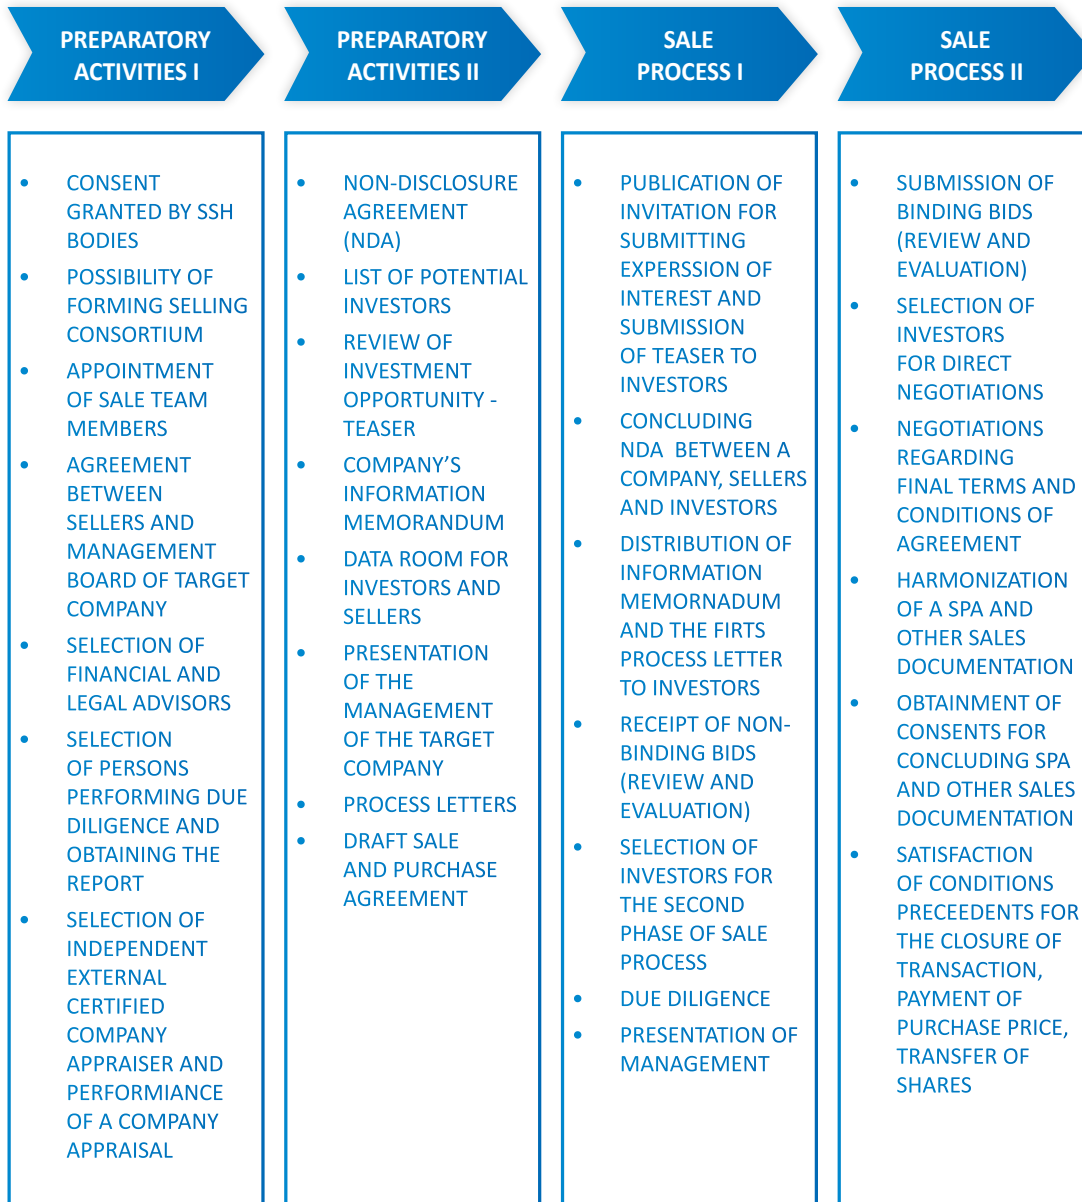 PREPARATORY
ACTIVITIES I
PREPARATORY
ACTIVITIES II
SALE
PROCESS I
SALE
PROCESS II
• CONSENT
GRANTED BY SSH
BODIES
• POSSIBILITY OF
FORMING SELLING
CONSORTIUM
• APPOINTMENT
OF SALE TEAM
MEMBERS
• AGREEMENT
BETWEEN
SELLERS AND
MANAGEMENT
BOARD OF TARGET
COMPANY
• SELECTION OF
FINANCIAL AND
LEGAL ADVISORS
• SELECTION
OF PERSONS
PERFORMING DUE
DILIGENCE AND
OBTAINING THE
REPORT
• SELECTION OF
INDEPENDENT
EXTERNAL
CERTIFIED
COMPANY
APPRAISER AND
PERFORMIANCE
OF A COMPANY
APPRAISAL
• NON-DISCLOSURE
AGREEMENT
(NDA)
• LIST OF POTENTIAL
INVESTORS
• REVIEW OF
INVESTMENT
OPPORTUNITY -
TEASER
• COMPANY'S
INFORMATION
MEMORANDUM
• DATA ROOM FOR
INVESTORS AND
SELLERS
• PRESENTATION
OF THE
MANAGEMENT
OF THE TARGET
COMPANY
• PROCESS LETTERS
• DRAFT SALE
AND PURCHASE
AGREEMENT
• PUBLICATION OF
INVITATION FOR
SUBMITTING
EXPERSSION OF
INTEREST AND
SUBMISSION
OF TEASER TO
INVESTORS
• CONCLUDING
NDA  BETWEEN A
COMPANY, SELLERS
AND INVESTORS
• DISTRIBUTION OF
INFORMATION
MEMORNADUM
AND THE FIRTS
PROCESS LETTER
TO INVESTORS
• RECEIPT OF NON-
BINDING BIDS
(REVIEW AND
EVALUATION)
• SELECTION OF
INVESTORS FOR
THE SECOND
PHASE OF SALE
PROCESS
• DUE DILIGENCE
• PRESENTATION OF
MANAGEMENT
• SUBMISSION OF
BINDING BIDS
(REVIEW AND
EVALUATION)
• SELECTION OF
INVESTORS
FOR DIRECT
NEGOTIATIONS
• NEGOTIATIONS
REGARDING
FINAL TERMS AND
CONDITIONS OF
AGREEMENT
• HARMONIZATION
OF A SPA AND
OTHER SALES
DOCUMENTATION
• OBTAINMENT OF
CONSENTS FOR
CONCLUDING SPA
AND OTHER SALES
DOCUMENTATION
• SATISFACTION
OF CONDITIONS
PRECEEDENTS FOR
THE CLOSURE OF
TRANSACTION,
PAYMENT OF
PURCHASE PRICE,
TRANSFER OF
SHARES